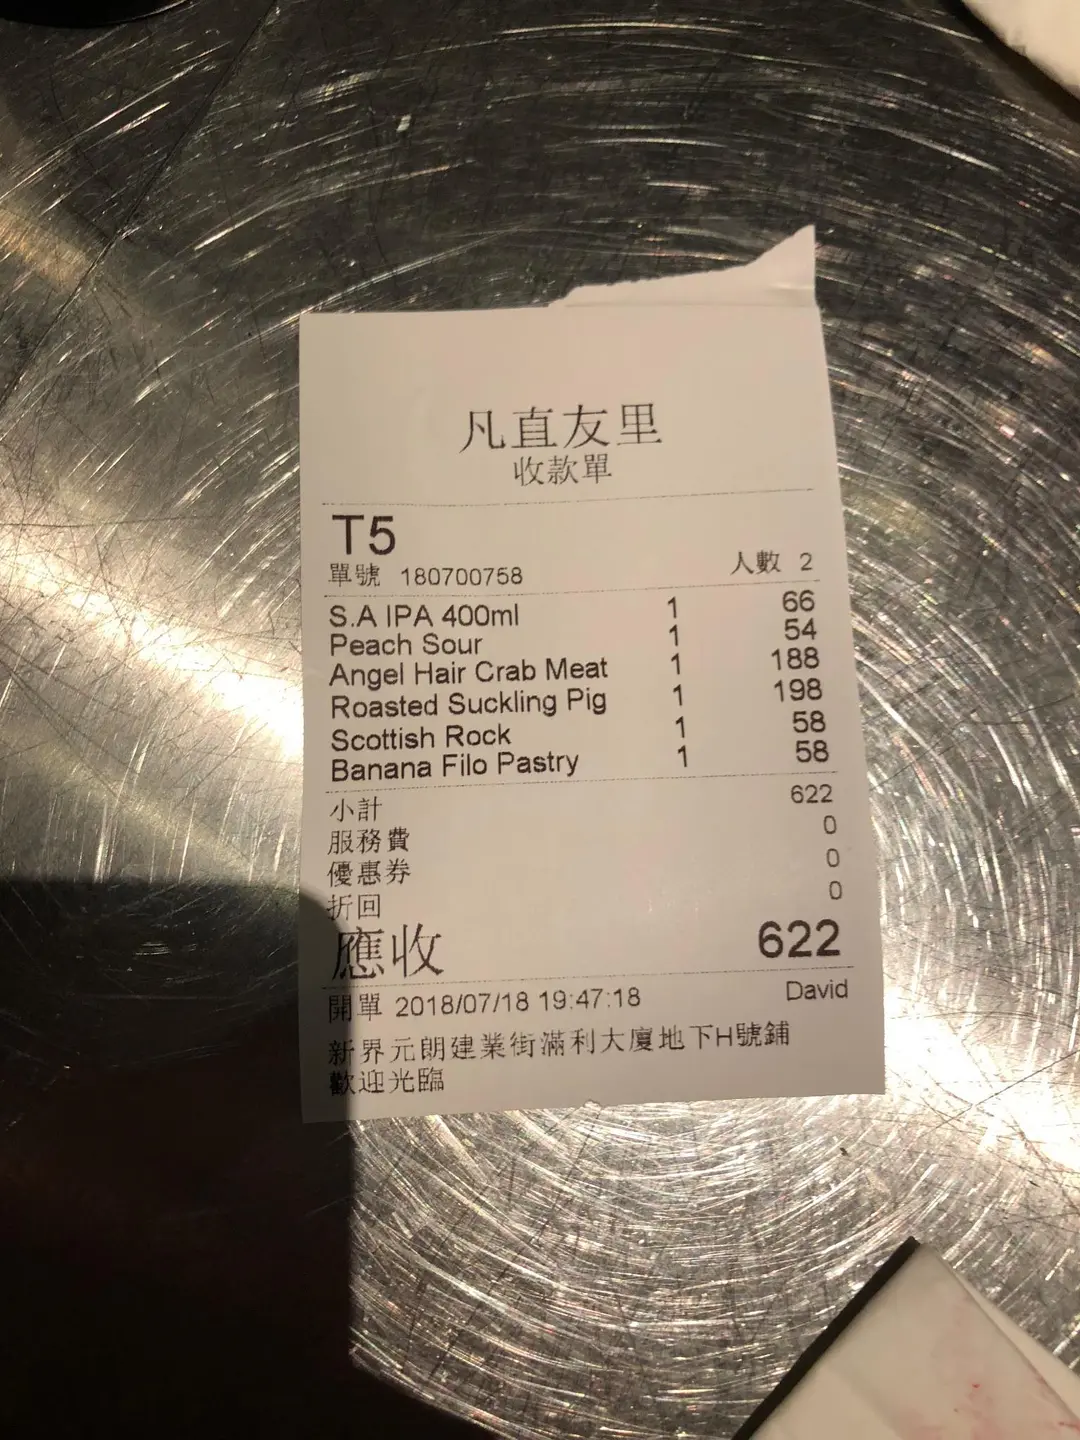 凡直友里
收款單
T5
單號 180700758 人數 2
S.A IPA 400ml 1 66
Peach Sour 1 54
Angel Hair Crab Meat 1 188
Roasted Suckling Pig 1 198
Scottish Rock 1 58
Banana Filo Pastry 1 58
小計 622
服務費 0
優惠券 0
折回 0
應收 622
開單 2018/07/18 19:47:18 David
新界元朗建業街滿利大廈地下H號鋪
歡迎光臨